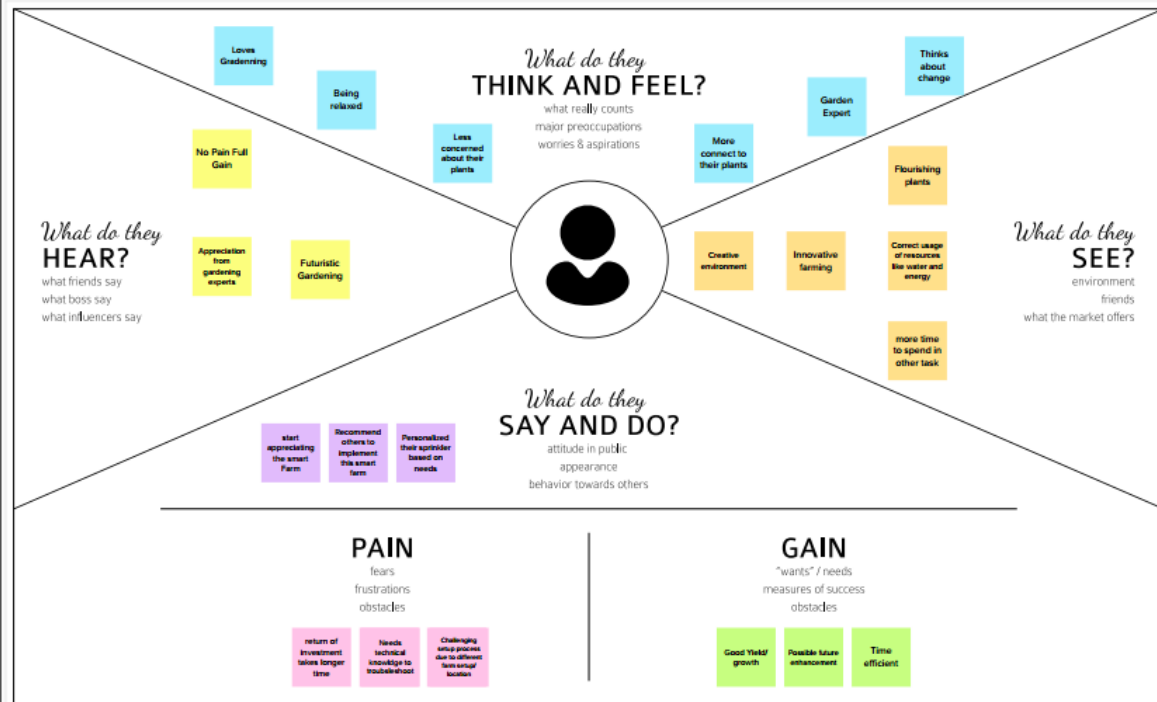 Loves
Gradenning
Being
relaxed
Less
concerned
about their
plants
What do they
THINK AND FEEL?
what really counts
major preoccupations
worries & aspirations
More
connect to
their plants
Garden
Expert
Thinks
about
change
No Pain Full
Gain
Appreciation
from
gardening
experts
Futuristic
Gardening
What do they
HEAR?
what friends say
what boss say
what influencers say
Flourishing
plants
Creative
environment
Innovative
farming
Correct usage
of resources
like water and
energy
more time
to spend in
other task
What do they
SEE?
environment
friends
what the market offers
What do they
SAY AND DO?
attitude in public
appearance
behavior towards others
start
appreciating
the smart
Farm
Recommend
others to
implement
this smart
farm
Personalized
their sprinkler
based on
needs
PAIN
fears
frustrations
obstacles
return of
investment
takes longer
time
Needs
technical
knowldge to
troubleshoot
Challenging
setup process
due to different
farm setup/
location
GAIN
"wants" / needs
measures of success
obstacles
Good Yield/
growth
Possible future
enhancement
Time
efficient